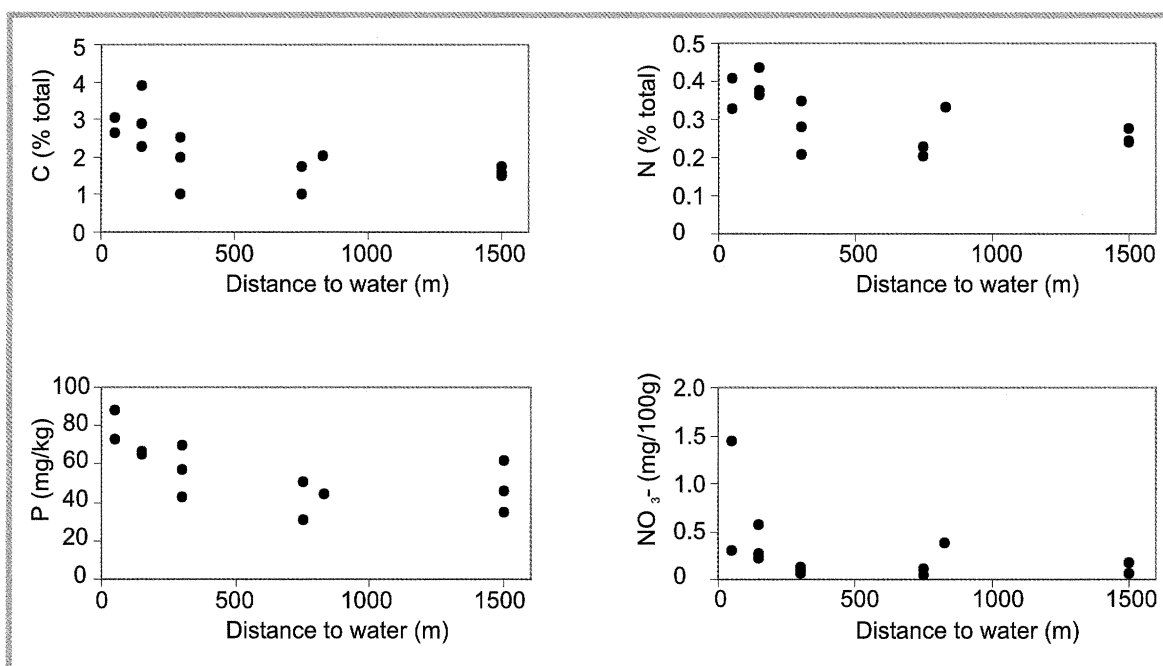 C (% total)
5
4
3
2
1
0
0 500 1000 1500
Distance to water (m)
N (% total)
0.5
0.4
0.3
0.2
0.1
0
0 500 1000 1500
Distance to water (m)
P (mg/kg)
100
80
60
40
20
0
0 500 1000 1500
Distance to water (m)
NO₃- (mg/100g)
2.0
1.5
1.0
0.5
0
0 500 1000 1500
Distance to water (m)